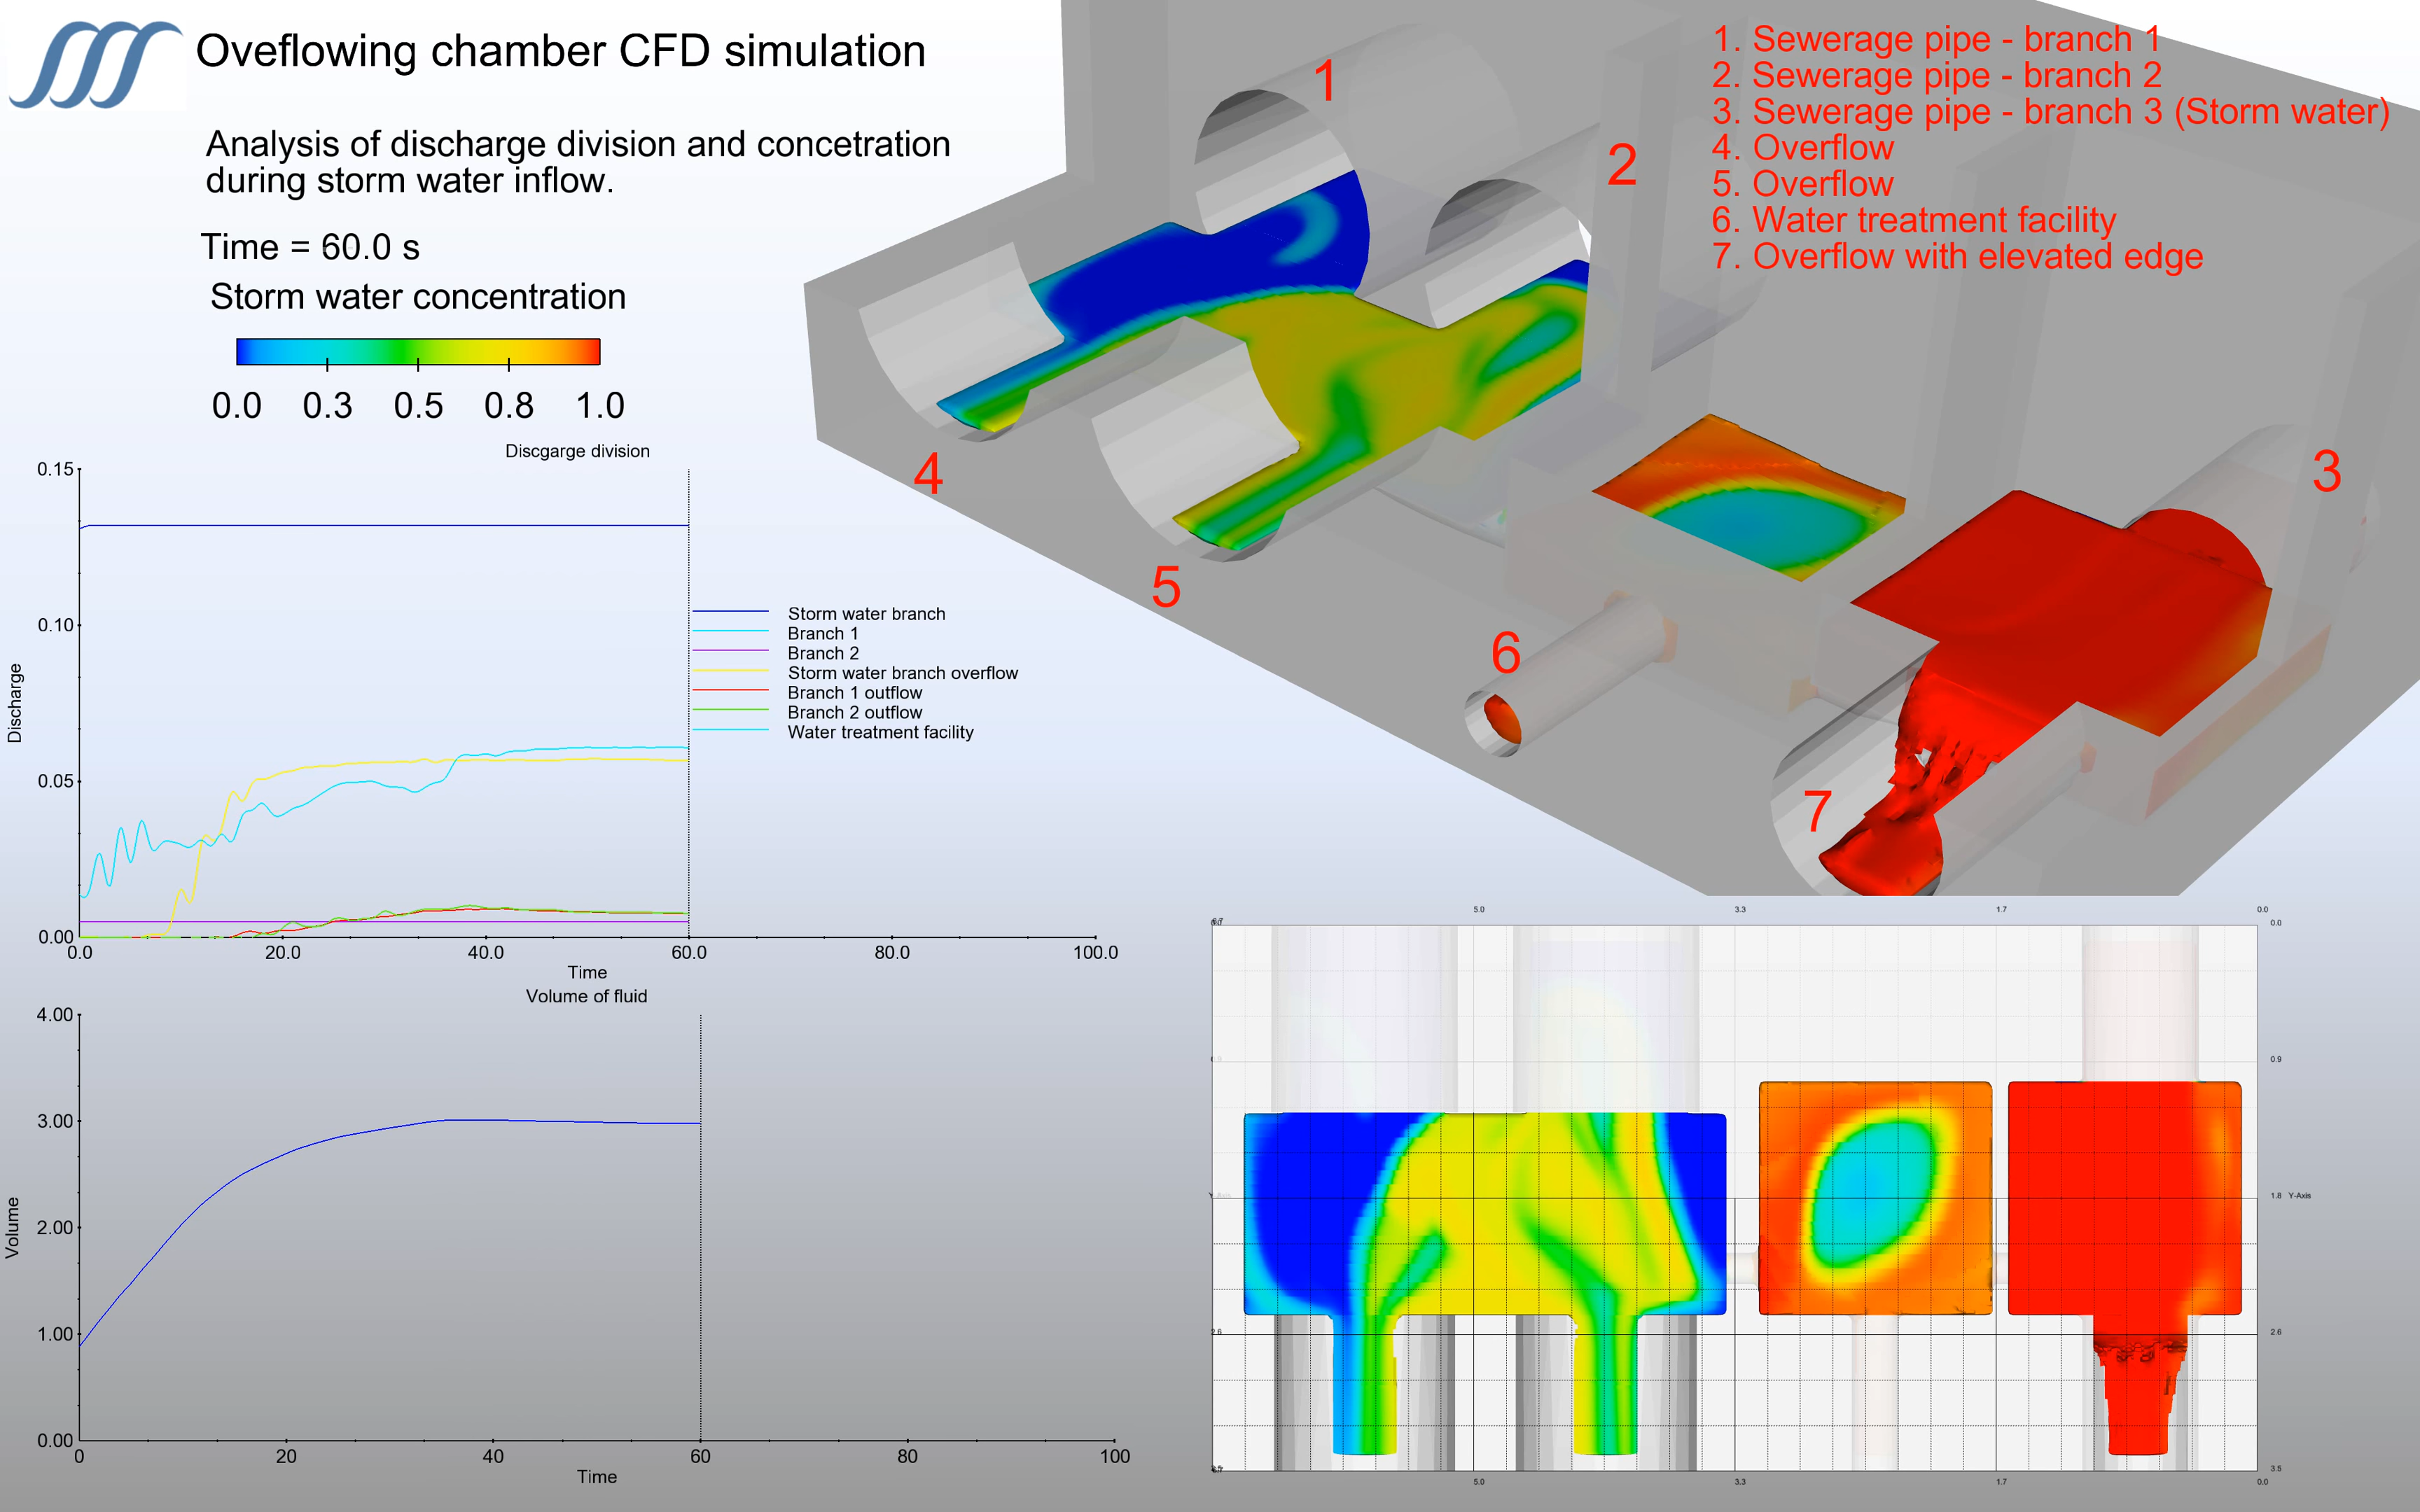 Oveflowing chamber CFD simulation
Analysis of discharge division and concetration
during storm water inflow.
Time = 60.0 s
Storm water concentration
0.0 0.3 0.5 0.8 1.0
1. Sewerage pipe - branch 1
2. Sewerage pipe - branch 2
3. Sewerage pipe - branch 3 (Storm water)
4. Overflow
5. Overflow
6. Water treatment facility
7. Overflow with elevated edge
1
2
3
4
5
6
7
Discgarge division
0.15
0.10
0.05
0.00
Discharge
0.0 20.0 40.0 60.0 80.0 100.0
Time
Storm water branch
Branch 1
Branch 2
Storm water branch overflow
Branch 1 outflow
Branch 2 outflow
Water treatment facility
Volume of fluid
4.00
3.00
2.00
1.00
0.00
Volume
0 20 40 60 80 100
Time
5.0 3.3 1.7 0.0
0.0
0.9
1.8 Y-Axis
2.6 2.6
3.5
5.0 3.3 1.7 0.0